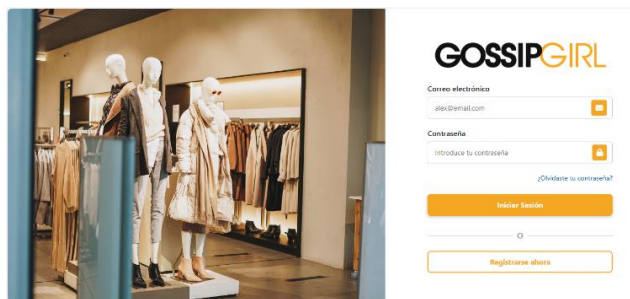 GOSSIPGIRL
Correo electrónico
alex@email.com
Contraseña
Introduce tu contraseña
¿Olvidaste tu contraseña?
Iniciar Sesión
O
Registrarse ahora